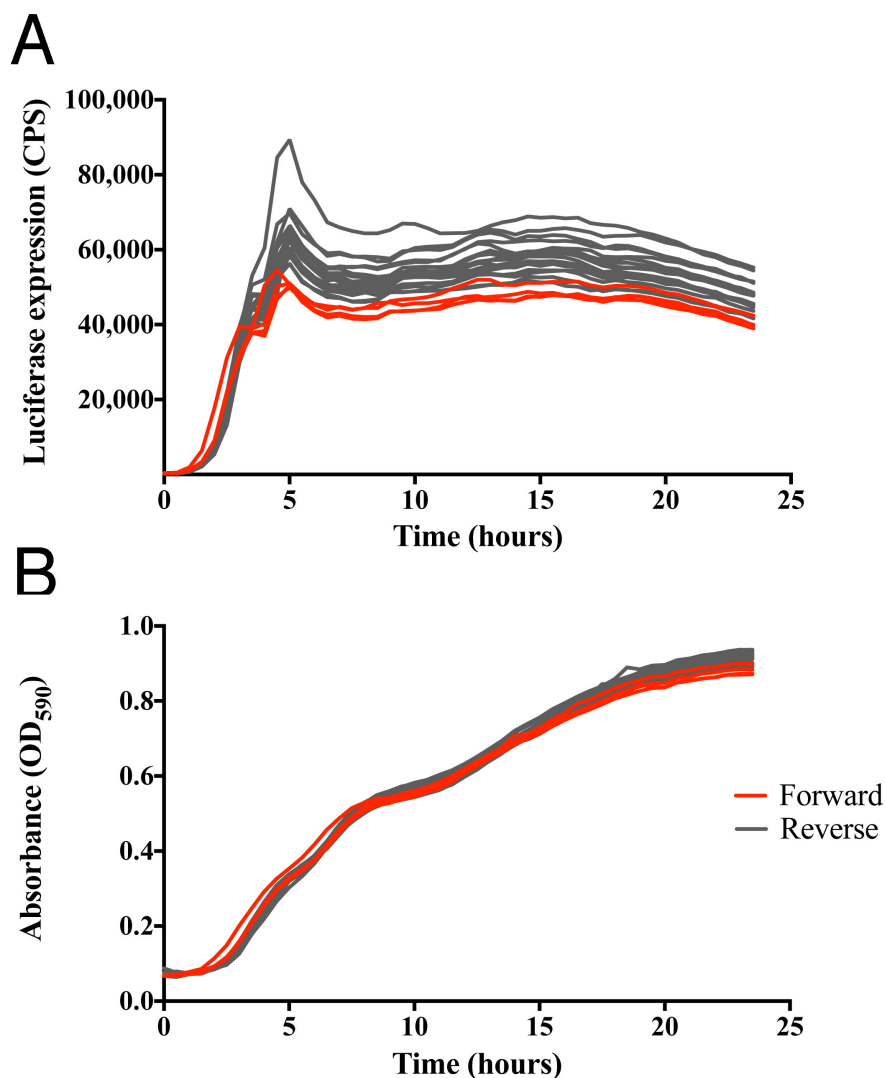 A
Luciferase expression (CPS)
100,000
80,000
60,000
40,000
20,000
0 5 10 15 20 25
Time (hours)
B
Absorbance (OD590)
1.0
0.8
0.6
0.4
0.2
0.0
0 5 10 15 20 25
Time (hours)
Forward
Reverse